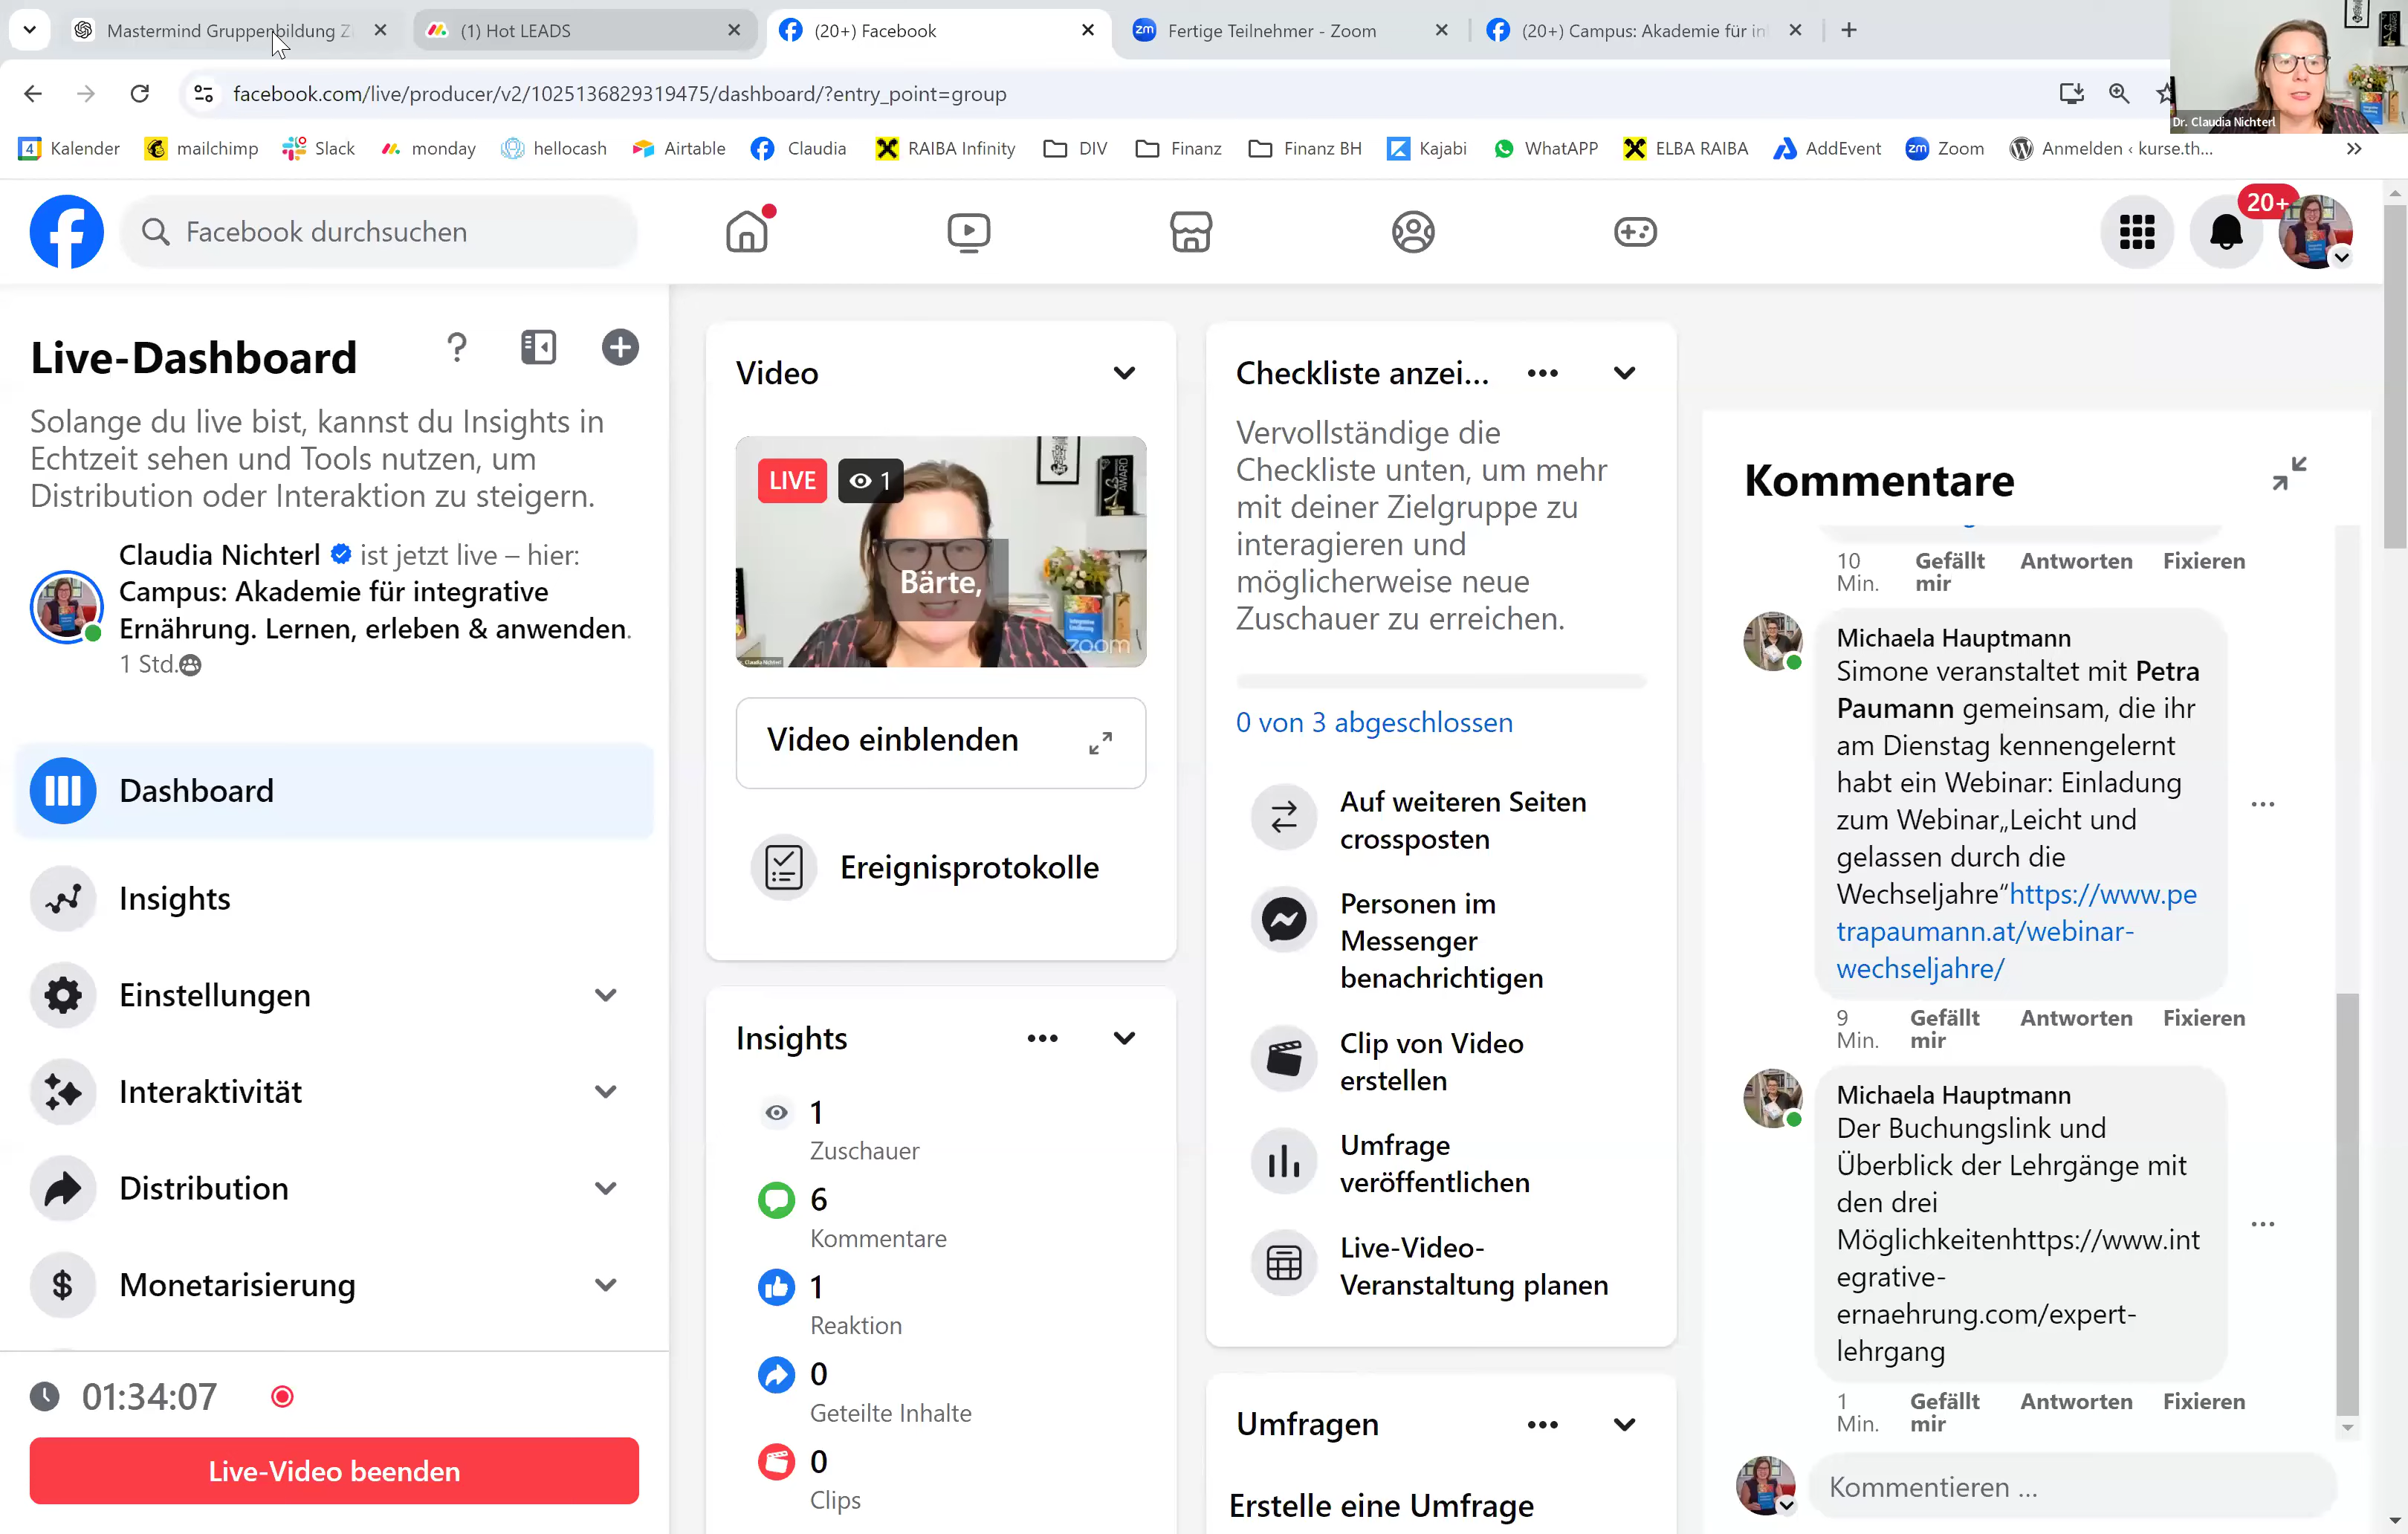 Mastermind Gruppenbildung Zi
(1) Hot LEADS
(20+) Facebook
Fertige Teilnehmer - Zoom
(20+) Campus: Akademie für in
facebook.com/live/producer/v2/1025136829319475/dashboard/?entry_point=group
Dr. Claudia Nichterl
Kalender
mailchimp
Slack
monday
hellocash
Airtable
Claudia
RAIBA Infinity
DIV
Finanz
Finanz BH
Kajabi
WhatAPP
ELBA RAIBA
AddEvent
Zoom
Anmeldен ‹ kurse.th...
Facebook durchsuchen
20+
Live-Dashboard
Solange du live bist, kannst du Insights in
Echtzeit sehen und Tools nutzen, um
Distribution oder Interaktion zu steigern.
Claudia Nichterl ist jetzt live – hier:
Campus: Akademie für integrative
Ernährung. Lernen, erleben & anwenden.
1 Std.
Dashboard
Insights
Einstellungen
Interaktivität
Distribution
Monetarisierung
01:34:07
Live-Video beenden
Video
LIVE
1
AWARD
Bärte,
zoom
Claudia Nichterl
Video einblenden
Ereignisprotokolle
Insights
1
Zuschauer
6
Kommentare
1
Reaktion
0
Geteilte Inhalte
0
Clips
Checkliste anzei...
Vervollständige die
Checkliste unten, um mehr
mit deiner Zielgruppe zu
interagieren und
möglicherweise neue
Zuschauer zu erreichen.
0 von 3 abgeschlossen
Auf weiteren Seiten
crossposten
Personen im
Messenger
benachrichtigen
Clip von Video
erstellen
Umfrage
veröffentlichen
Live-Video-
Veranstaltung planen
Umfragen
Erstelle eine Umfrage
Kommentare
10 Min.
Gefällt mir
Antworten
Fixieren
Michaela Hauptmann
Simone veranstaltet mit Petra
Paumann gemeinsam, die ihr
am Dienstag kennengelernt
habt ein Webinar: Einladung
zum Webinar„Leicht und
gelassen durch die
Wechseljahre“https://www.pe
trapaumann.at/webinar-
wechseljahre/
9 Min.
Gefällt mir
Antworten
Fixieren
Michaela Hauptmann
Der Buchungslink und
Überblick der Lehrgänge mit
den drei
Möglichkeitenhttps://www.int
egrative-
ernaehrung.com/expert-
lehrgang
1 Min.
Gefällt mir
Antworten
Fixieren
Kommentieren ...